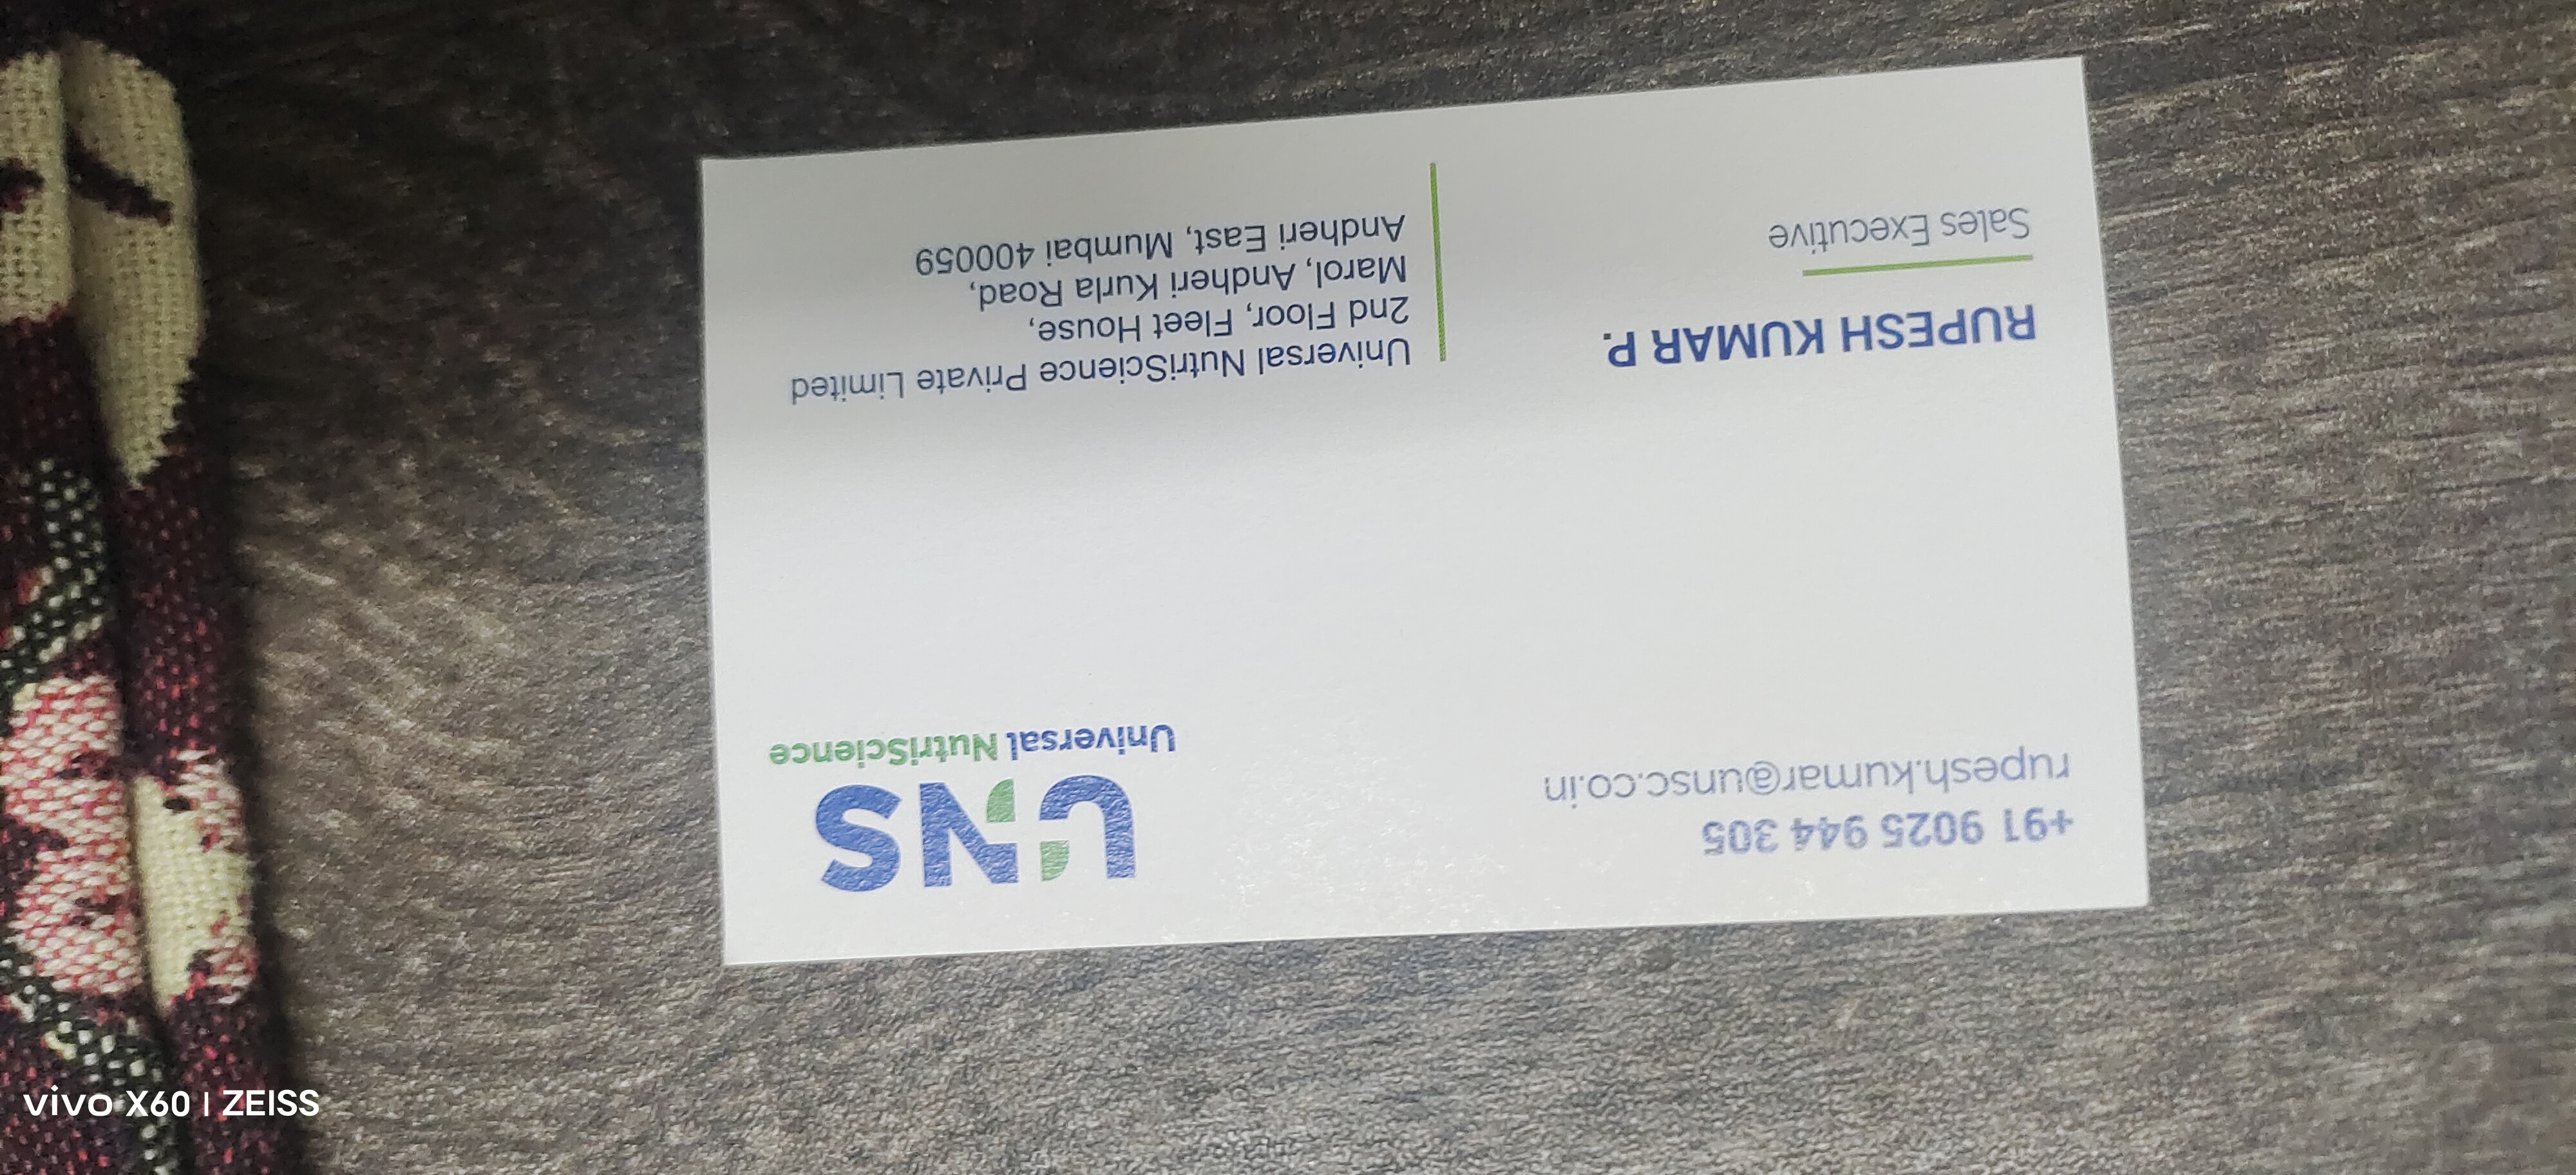 +91 9025 944 305
rupesh.kumar@unsc.co.in
UNS
Universal NutriScience
RUPESH KUMAR P.
Sales Executive
Universal NutriScience Private Limited
2nd Floor, Fleet House,
Marol, Andheri Kurla Road,
Andheri East, Mumbai 400059
vivo X60 | ZEISS